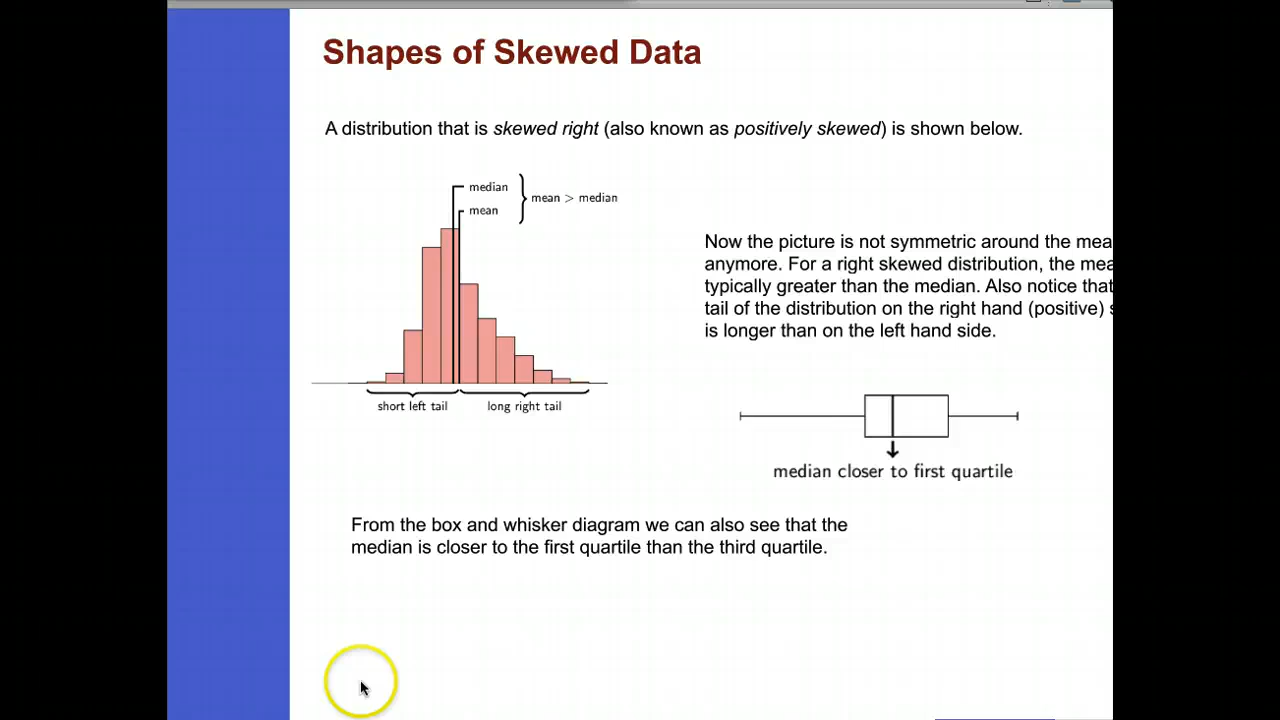 Shapes of Skewed Data
A distribution that is skewed right (also known as positively skewed) is shown below.
median
mean
mean > median
short left tail
long right tail
Now the picture is not symmetric around the
anymore. For a right skewed distribution, the
typically greater than the median. Also notice that
tail of the distribution on the right hand (positive)
is longer than on the left hand side.
median closer to first quartile
From the box and whisker diagram we can also see that the
median is closer to the first quartile than the third quartile.